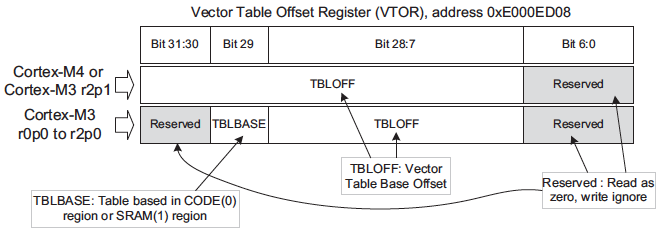 Vector Table Offset Register (VTOR), address 0xE000ED08
Bit 31:30 Bit 29 Bit 28:7 Bit 6:0
Cortex-M4 or
Cortex-M3 r2p1
TBLOFF Reserved
Cortex-M3
r0p0 to r2p0
Reserved TBLBASE TBLOFF Reserved
TBLOFF: Vector
Table Base Offset
TBLBASE: Table based in CODE(0)
region or SRAM(1) region
Reserved : Read as
zero, write ignore